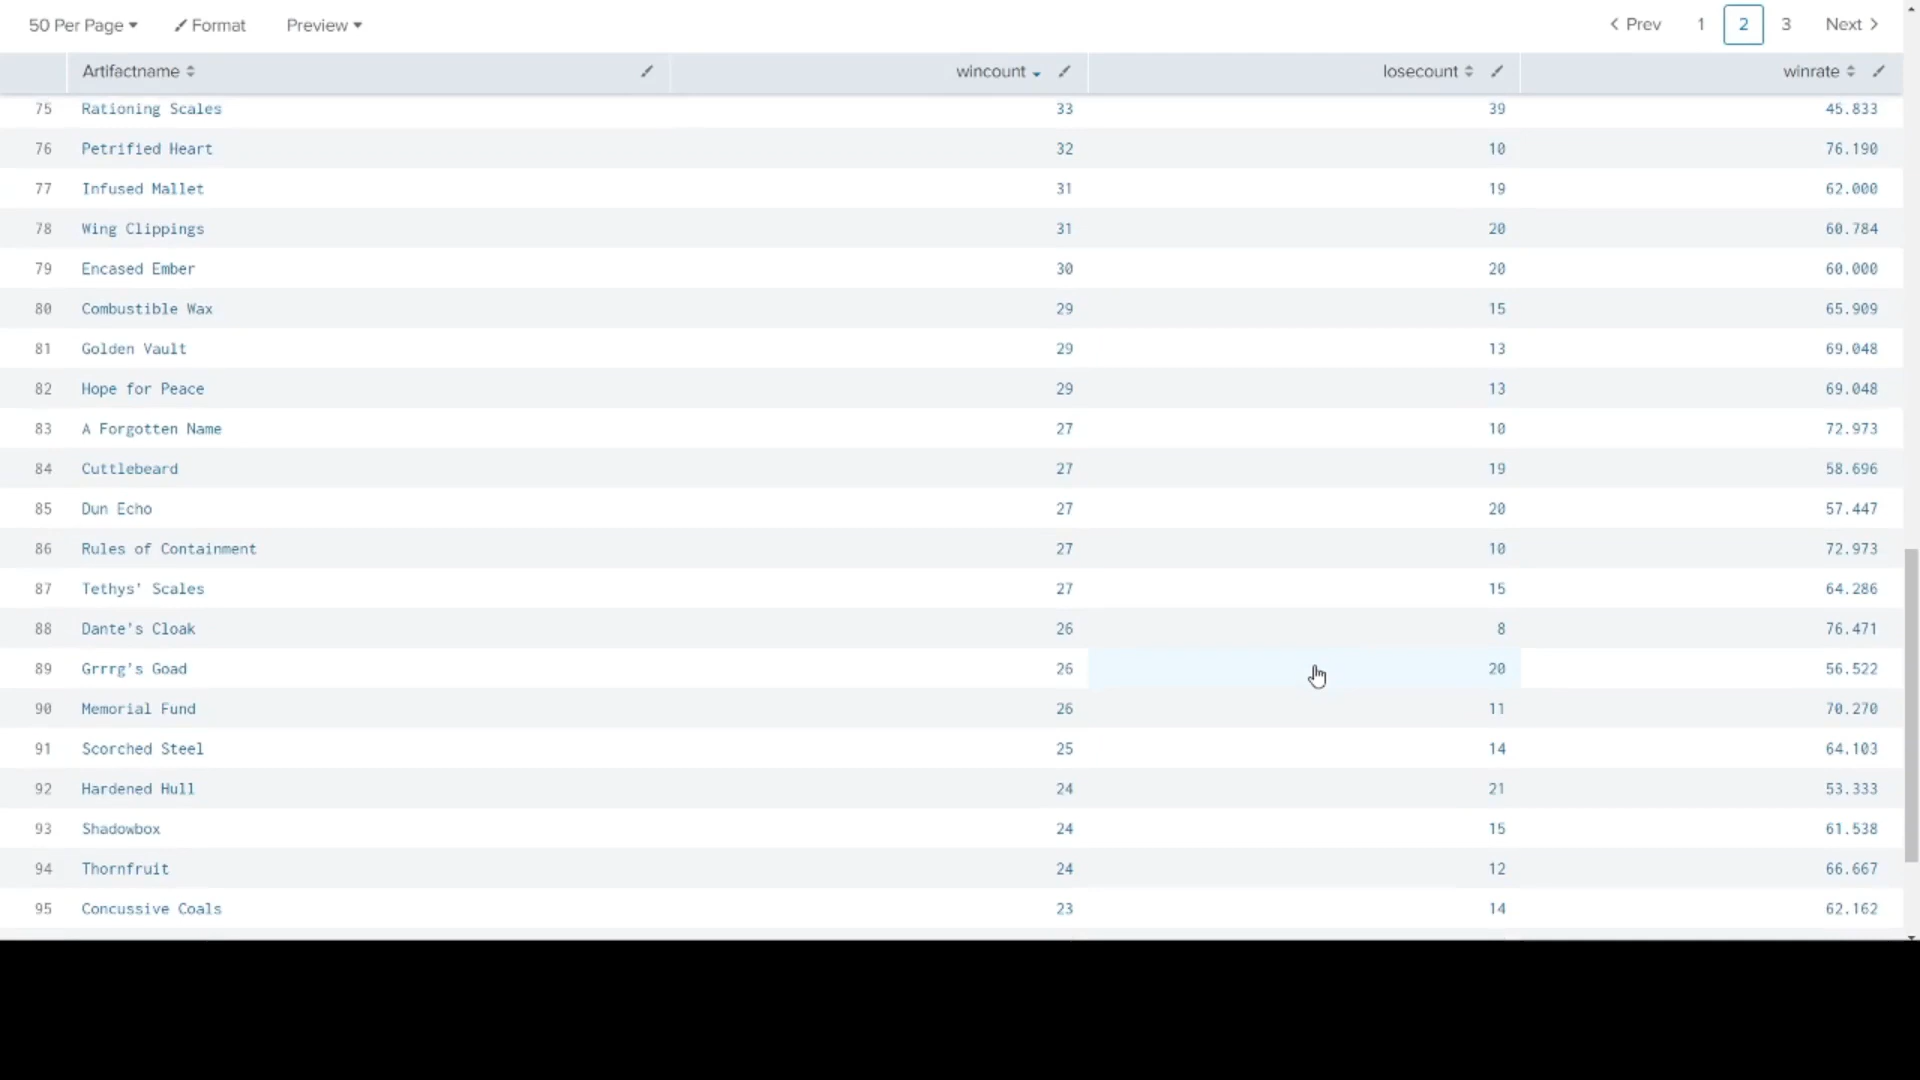 50 Per Page Format Preview Prev 1 2 3 Next
Artifactname wincount losecount winrate
75 Rationing Scales 33 39 45.833
76 Petrified Heart 32 10 76.190
77 Infused Mallet 31 19 62.000
78 Wing Clippings 31 20 60.784
79 Encased Ember 30 20 60.000
80 Combustible Wax 29 15 65.909
81 Golden Vault 29 13 69.048
82 Hope for Peace 29 13 69.048
83 A Forgotten Name 27 10 72.973
84 Cuttlebeard 27 19 58.696
85 Dun Echo 27 20 57.447
86 Rules of Containment 27 10 72.973
87 Tethys' Scales 27 15 64.286
88 Dante's Cloak 26 8 76.471
89 Grrrg's Goad 26 20 56.522
90 Memorial Fund 26 11 70.270
91 Scorched Steel 25 14 64.103
92 Hardened Hull 24 21 53.333
93 Shadowbox 24 15 61.538
94 Thornfruit 24 12 66.667
95 Concussive Coals 23 14 62.162